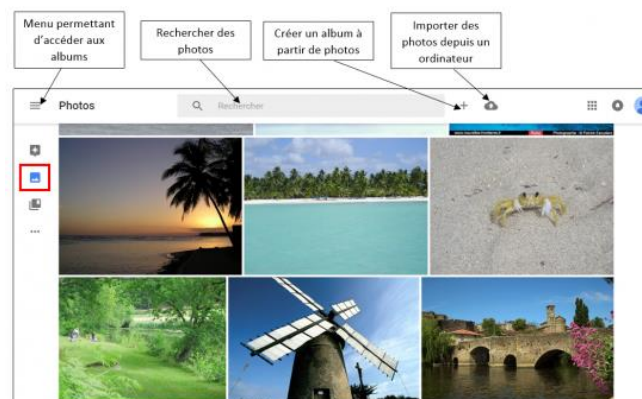 Menu permettant
d'accéder aux
albums
Rechercher des
photos
Créer un album à
partir de photos
Importer des
photos depuis un
ordinateur
Photos
Rechercher